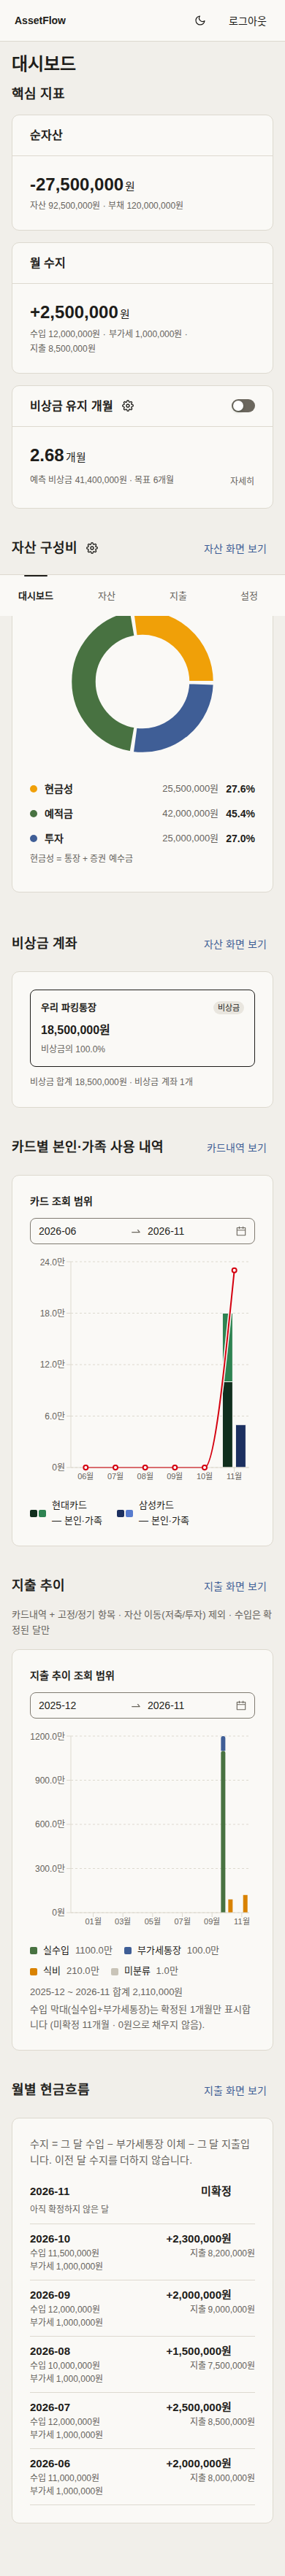 AssetFlow
로그아웃
대시보드
핵심 지표
순자산
-27,500,000원
자산 92,500,000원 · 부채 120,000,000원
월 수지
+2,500,000원
수입 12,000,000원 · 부가세 1,000,000원 ·
지출 8,500,000원
비상금 유지 개월
2.68개월
예측 비상금 41,400,000원 · 목표 6개월
자세히
자산 구성비
자산 화면 보기
대시보드
자산
지출
설정
현금성 25,500,000원 27.6%
예적금 42,000,000원 45.4%
투자 25,000,000원 27.0%
현금성 = 통장 + 증권 예수금
비상금 계좌
자산 화면 보기
우리 파킹통장
비상금
18,500,000원
비상금의 100.0%
비상금 합계 18,500,000원 · 비상금 계좌 1개
카드별 본인·가족 사용 내역
카드내역 보기
카드 조회 범위
2026-06 → 2026-11
24.0만
18.0만
12.0만
6.0만
0원
06월 07월 08월 09월 10월 11월
현대카드
— 본인·가족
삼성카드
— 본인·가족
지출 추이
지출 화면 보기
카드내역 + 고정/정기 항목 · 자산 이동(저축/투자) 제외 · 수입은 확
정된 달만
지출 추이 조회 범위
2025-12 → 2026-11
1200.0만
900.0만
600.0만
300.0만
0원
01월 03월 05월 07월 09월 11월
실수입 1100.0만 부가세통장 100.0만
식비 210.0만 미분류 1.0만
2025-12 ~ 2026-11 합계 2,110,000원
수입 막대(실수입+부가세통장)는 확정된 1개월만 표시합
니다 (미확정 11개월 · 0원으로 채우지 않음).
월별 현금흐름
지출 화면 보기
수지 = 그 달 수입 − 부가세통장 이체 − 그 달 지출입
니다. 이전 달 수지를 더하지 않습니다.
2026-11 미확정
아직 확정하지 않은 달
2026-10 +2,300,000원
수입 11,500,000원 지출 8,200,000원
부가세 1,000,000원
2026-09 +2,000,000원
수입 12,000,000원 지출 9,000,000원
부가세 1,000,000원
2026-08 +1,500,000원
수입 10,000,000원 지출 7,500,000원
부가세 1,000,000원
2026-07 +2,500,000원
수입 12,000,000원 지출 8,500,000원
부가세 1,000,000원
2026-06 +2,000,000원
수입 11,000,000원 지출 8,000,000원
부가세 1,000,000원